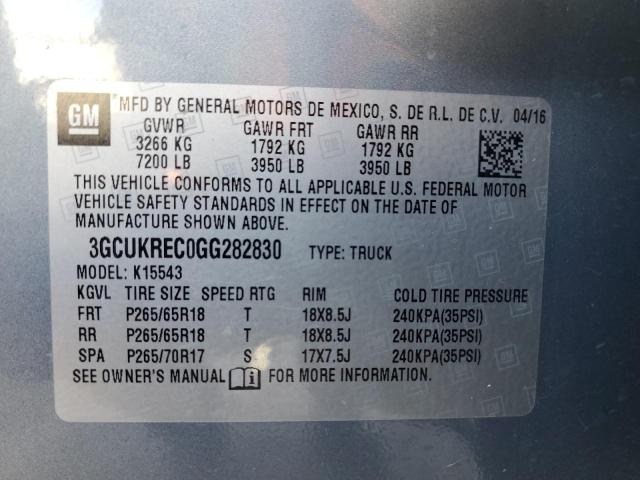 GM
MFD BY GENERAL MOTORS DE MEXICO, S. DE R.L. DE C.V. 04/16
GVWR GAWR FRT GAWR RR
3266 KG 1792 KG 1792 KG
7200 LB 3950 LB 3950 LB
THIS VEHICLE CONFORMS TO ALL APPLICABLE U.S. FEDERAL MOTOR
VEHICLE SAFETY STANDARDS IN EFFECT ON THE DATE OF
MANUFACTURE SHOWN ABOVE.
3GCUKREC0GG282830 TYPE: TRUCK
MODEL: K15543
KGVL TIRE SIZE SPEED RTG RIM COLD TIRE PRESSURE
FRT P265/65R18 T 18X8.5J 240KPA(35PSI)
RR P265/65R18 T 18X8.5J 240KPA(35PSI)
SPA P265/70R17 S 17X7.5J 240KPA(35PSI)
SEE OWNER'S MANUAL i FOR MORE INFORMATION.